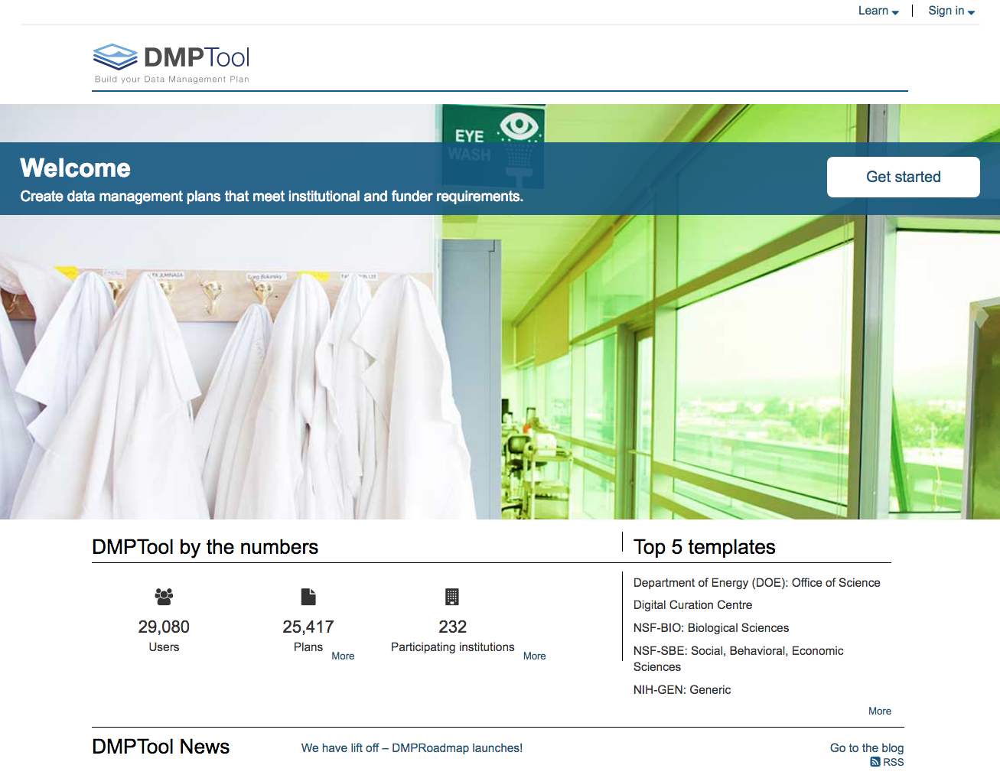 Learn
Sign in
DMPTool
Build your Data Management Plan
EYE
WASH
Welcome
Create data management plans that meet institutional and funder requirements.
Get started
DMPTool by the numbers
29,080
Users
25,417
Plans
More
232
Participating institutions
More
Top 5 templates
Department of Energy (DOE): Office of Science
Digital Curation Centre
NSF-BIO: Biological Sciences
NSF-SBE: Social, Behavioral, Economic
Sciences
NIH-GEN: Generic
More
DMPTool News
We have lift off – DMPRoadmap launches!
Go to the blog
RSS